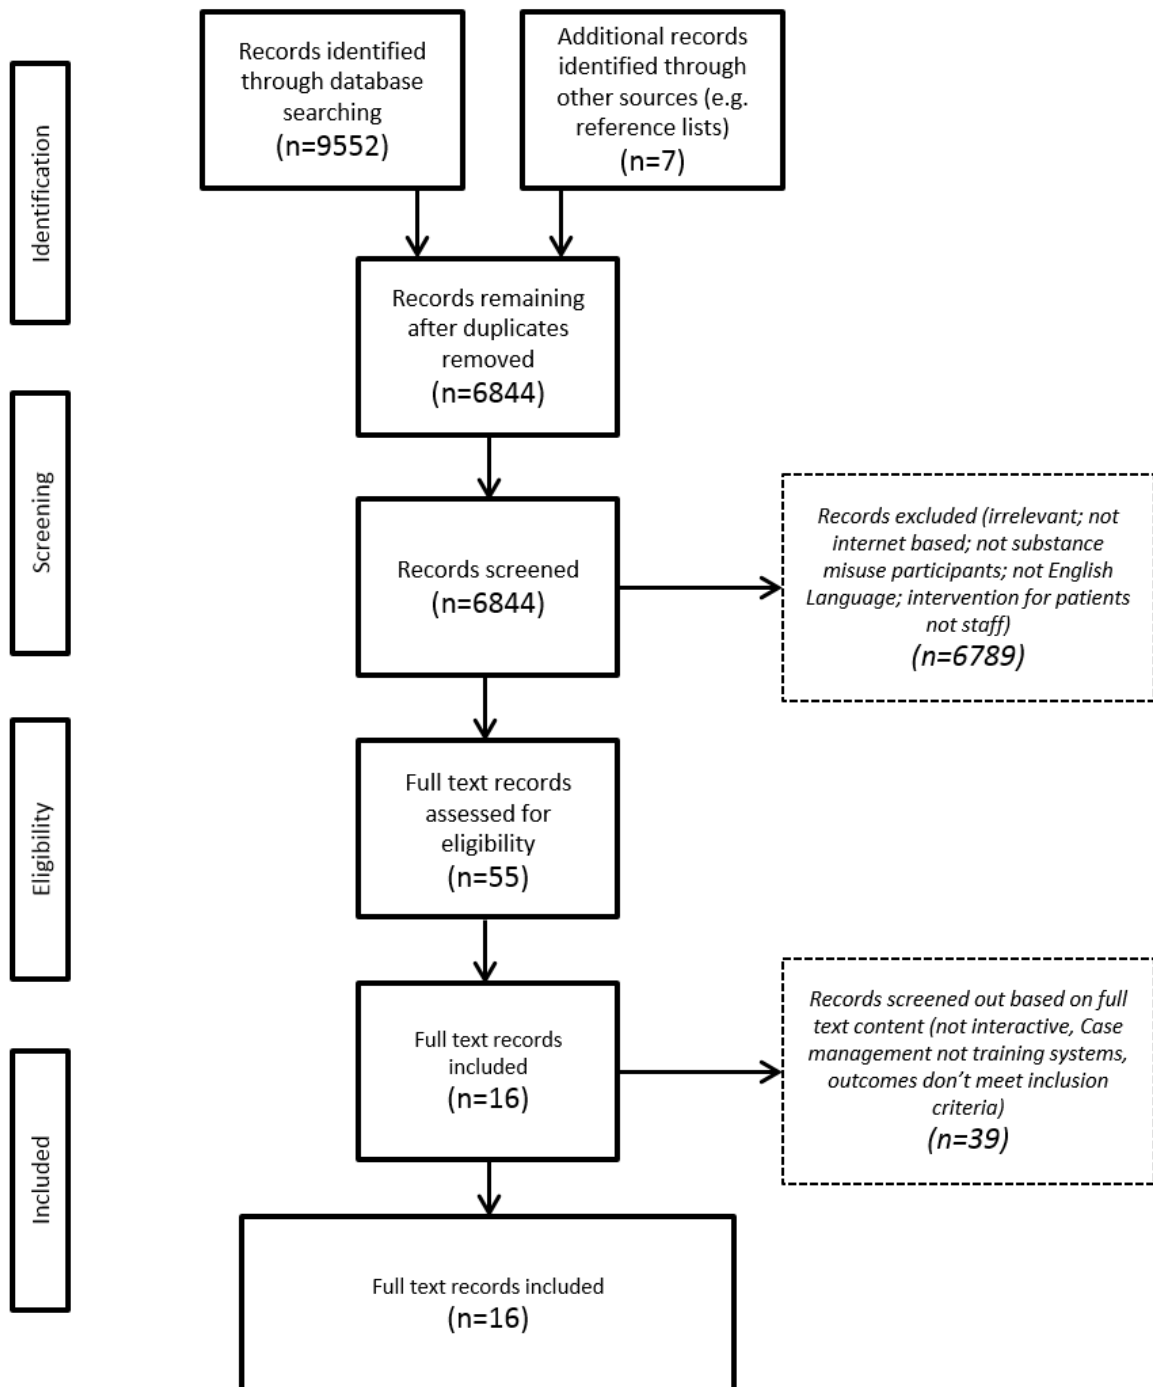 Identification
Records identified
through database
searching
(n=9552)
Additional records
identified through
other sources (e.g.
reference lists)
(n=7)
Records remaining
after duplicates
removed
(n=6844)
Screening
Records screened
(n=6844)
Records excluded (irrelevant; not
internet based; not substance
misuse participants; not English
Language; intervention for patients
not staff)
(n=6789)
Eligibility
Full text records
assessed for
eligibility
(n=55)
Full text records
included
(n=16)
Records screened out based on full
text content (not interactive, Case
management not training systems,
outcomes don’t meet inclusion
criteria)
(n=39)
Included
Full text records included
(n=16)